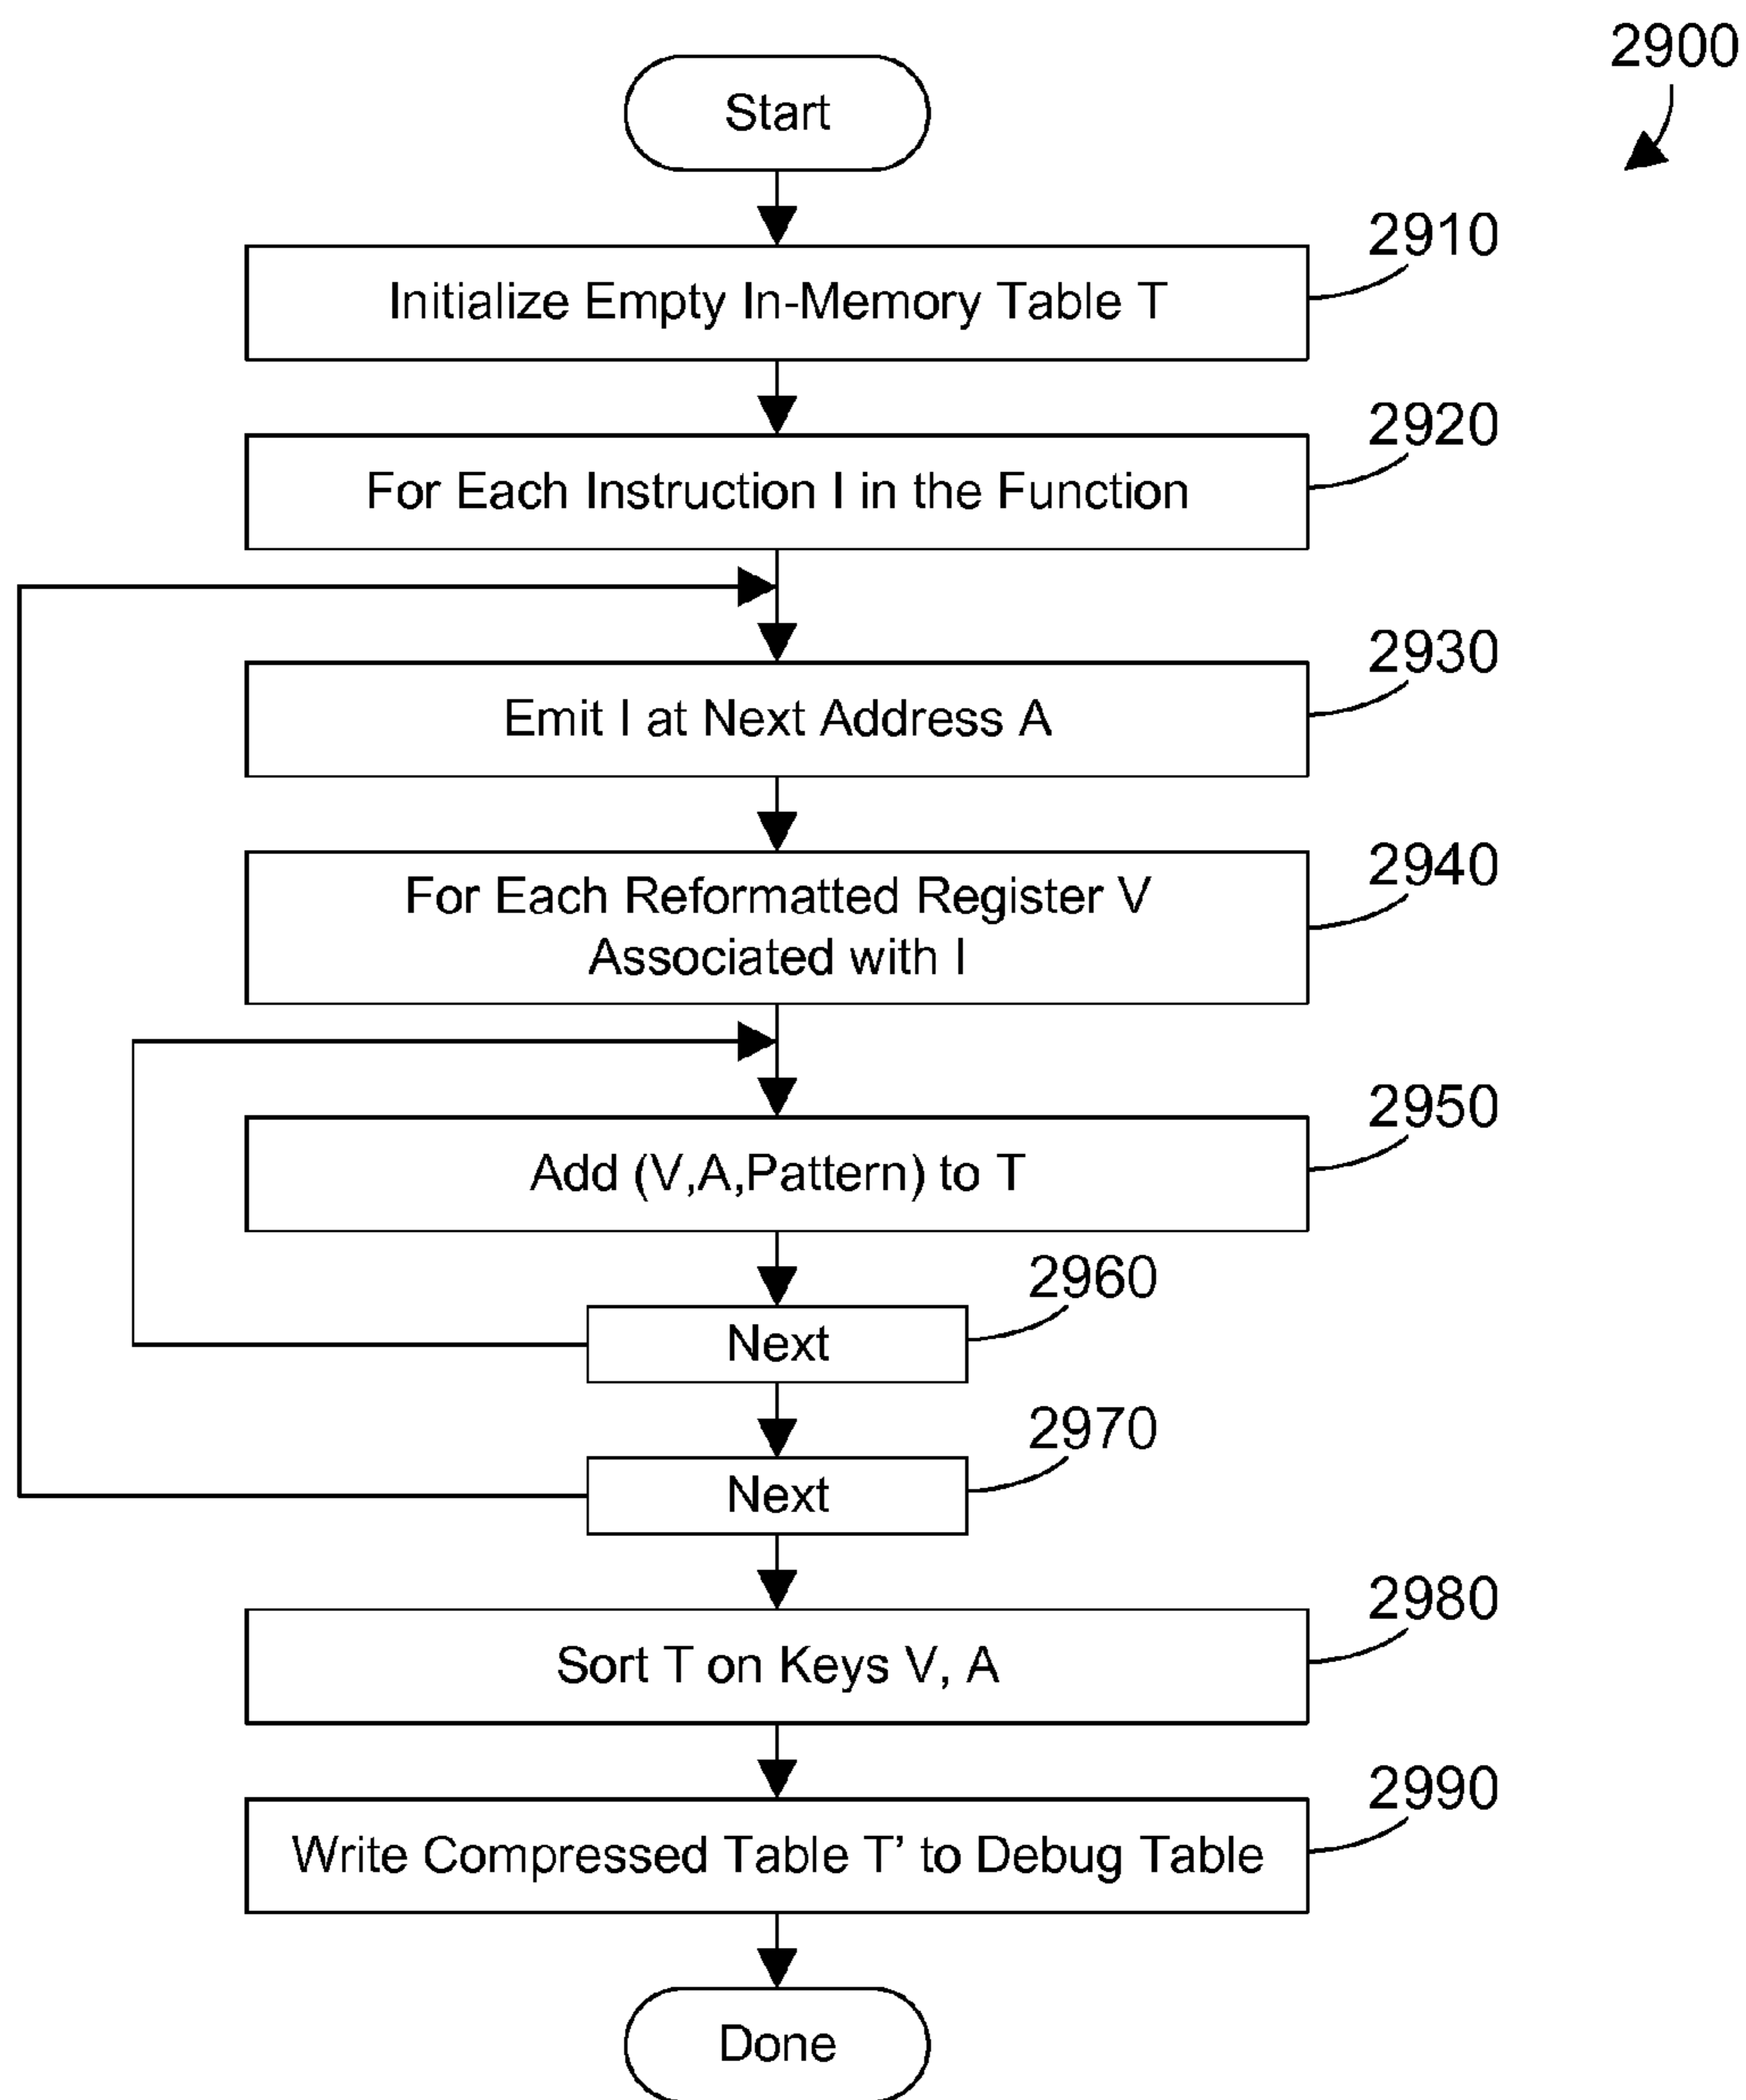 2900
Start
2910
Initialize Empty In-Memory Table T
2920
For Each Instruction I in the Function
2930
Emit I at Next Address A
2940
For Each Reformatted Register V
Associated with I
2950
Add (V,A,Pattern) to T
2960
Next
2970
Next
2980
Sort T on Keys V, A
2990
Write Compressed Table T’ to Debug Table
Done